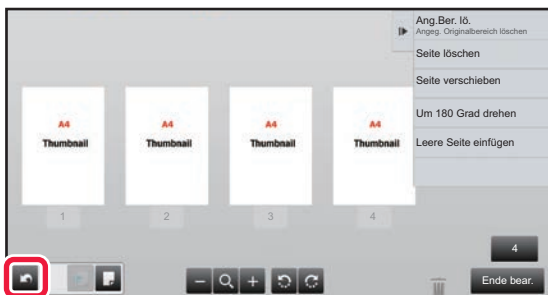 Ang.Ber. lö.
Angeg. Originalbereich löschen
Seite löschen
Seite verschieben
Um 180 Grad drehen
Leere Seite einfügen
A4
Thumbnail
A4
Thumbnail
A4
Thumbnail
A4
Thumbnail
1
2
3
4
4
Ende bear.